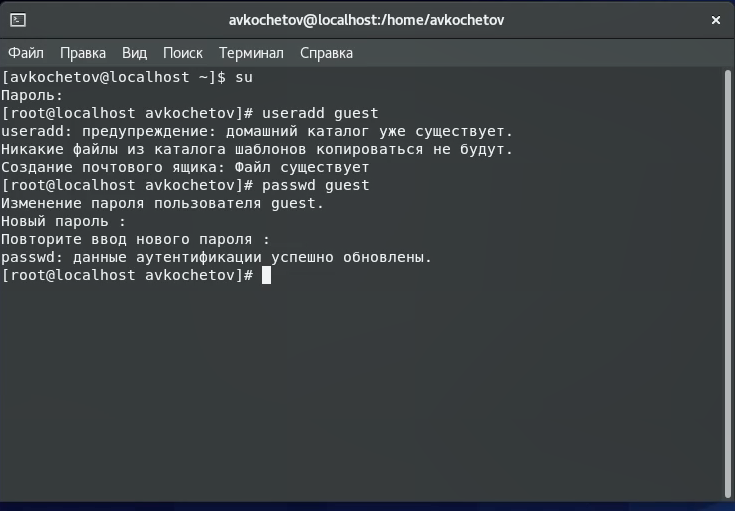 avkochetov@localhost:/home/avkochetov
Файл Правка Вид Поиск Терминал Справка
[avkochetov@localhost ~]$ su
Пароль:
[root@localhost avkochetov]# useradd guest
useradd: предупреждение: домашний каталог уже существует.
Никакие файлы из каталога шаблонов копироваться не будут.
Создание почтового ящика: Файл существует
[root@localhost avkochetov]# passwd guest
Изменение пароля пользователя guest.
Новый пароль :
Повторите ввод нового пароля :
passwd: данные аутентификации успешно обновлены.
[root@localhost avkochetov]#